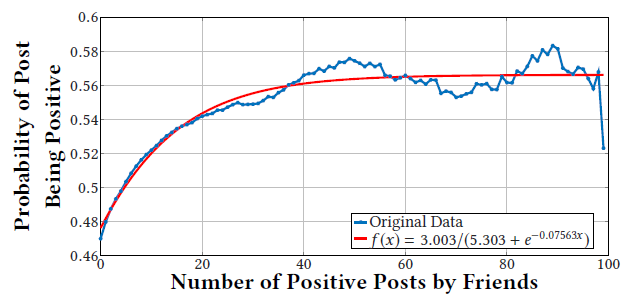 Probability of Post
Being Positive
0.6
0.58
0.56
0.54
0.52
0.5
0.48
0.46
0
20
40
60
80
100
Original Data
f(x) = 3.003/(5.303 + e^{-0.07563x})
Number of Positive Posts by Friends